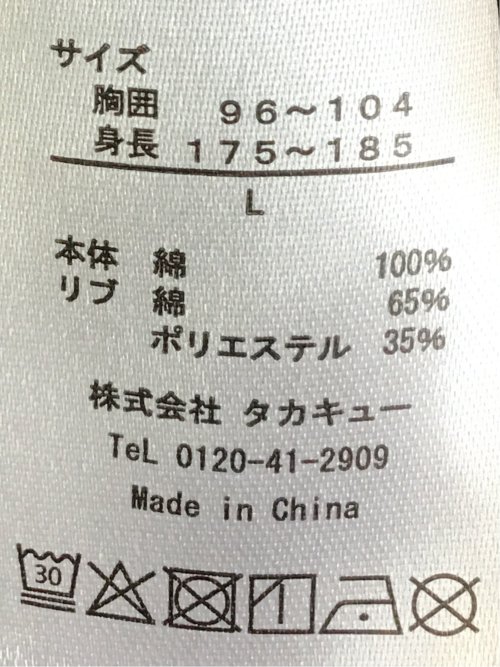 サイズ
胸囲 96～104
身長 175～185
L
本体 綿 100%
リブ 綿 65%
ポリエステル 35%
株式会社 タカキュー
TeL 0120-41-2909
Made in China
30